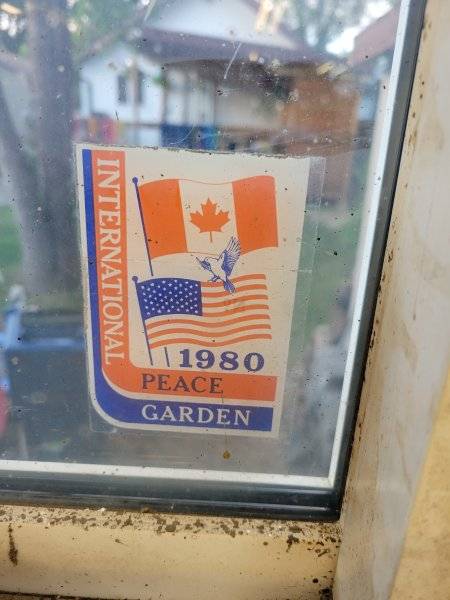 INTERNATIONAL
1980
PEACE
GARDEN